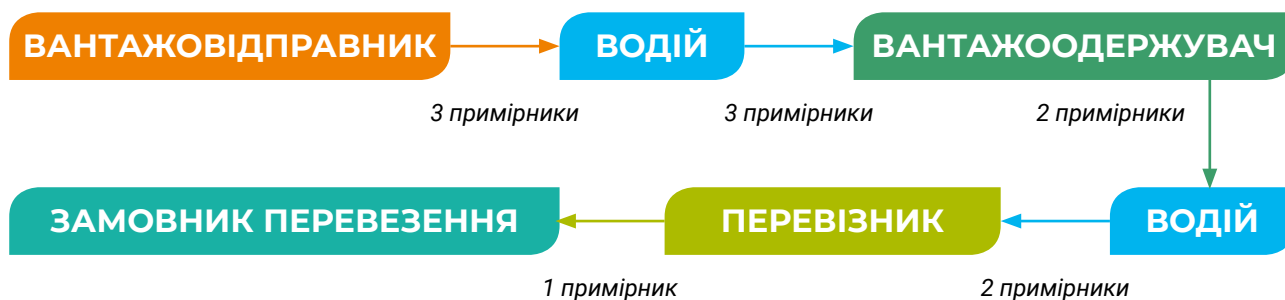 ВАНТАЖОВІДПРАВНИК
ВОДІЙ
ВАНТАЖООДЕРЖУВАЧ
3 примірники
3 примірники
2 примірники
ЗАМОВНИК ПЕРЕВЕЗЕННЯ
ПЕРЕВІЗНИК
ВОДІЙ
1 примірник
2 примірники